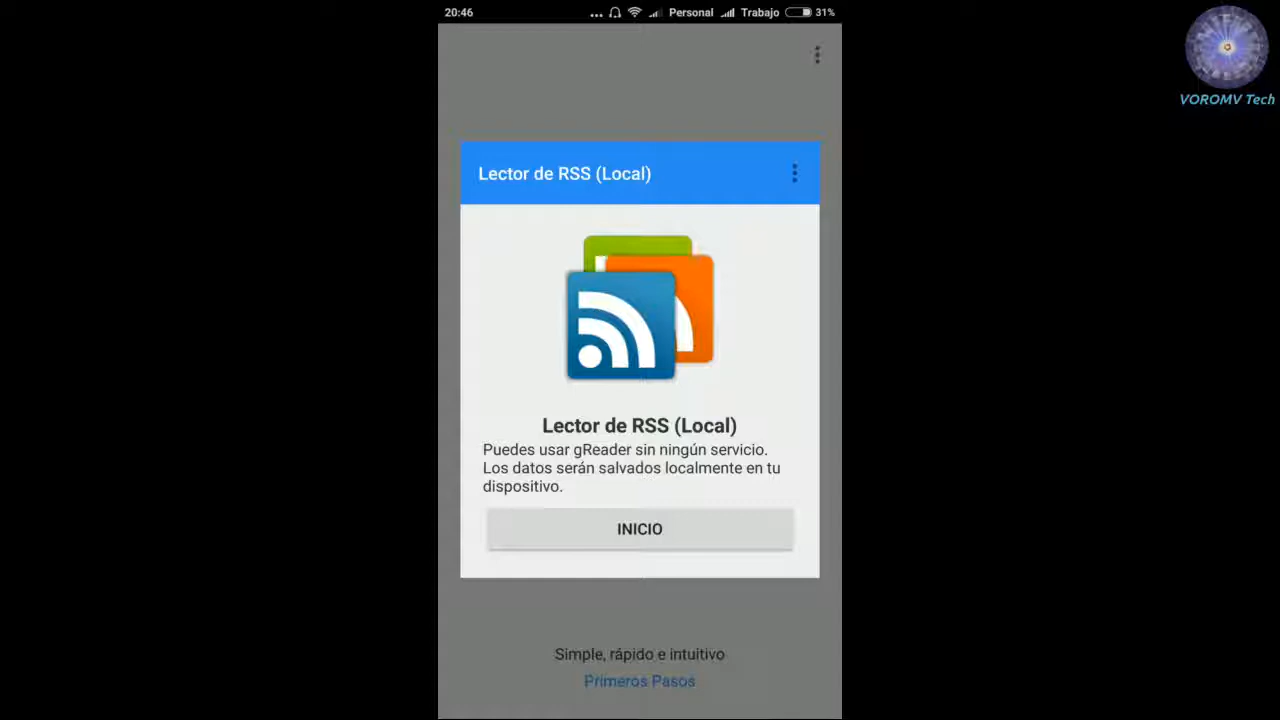 20:46
... Personal Trabajo 31%
VOROMV Tech
Lector de RSS (Local)
Lector de RSS (Local)
Puedes usar gReader sin ningún servicio.
Los datos serán salvados localmente en tu
dispositivo.
INICIO
Simple, rápido e intuitivo
Primeros Pasos